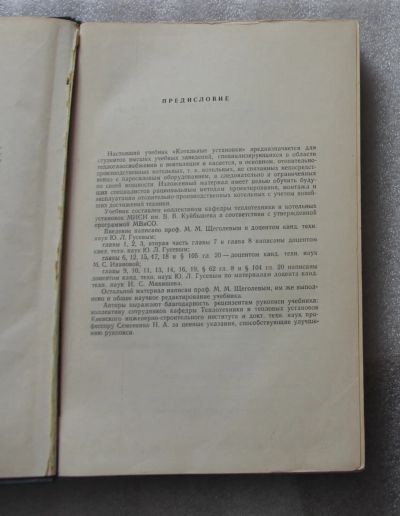 ПРЕДИСЛОВИЕ
Настоящий учебник «Котельные установки» предназначается для
студентов высших учебных заведений, специализирующихся в области
теплогазоснабжения и вентиляции и касается, в основном, отопительно-
производственных котельных, т. е. котельных, не связанных непосредст-
венно с паросиловым оборудованием, а следовательно и ограниченных
по своей мощности. Изложенный материал имеет целью обучить буду-
щих специалистов рациональным методам проектирования, монтажа и
эксплуатации отопительно-производственных котельных с учетом новей-
ших достижений техники.
Учебник составлен коллективом кафедры теплотехники и котельных
установок МИСИ им. В. В. Куйбышева в соответствии с утвержденной
программой МВиССО.
Введение написано проф. М. М. Щеголевым и доцентом канд. техн.
наук Ю. Л. Гусевым;
главы 1, 2, 3, вторая часть главы 7 и глава 8 написаны доцентом
канд. техн. наук Ю. Л. Гусевым;
главы 6, 12, 15, 17, 18 и § 105 гл. 20 — доцентом канд. техн. наук
М. С. Ивановой;
главы 9, 10, 11, 13, 14, 16, 19, § 62 гл. 8 и § 104 гл. 20 написаны
доцентом канд. техн. наук Ю. Л. Гусевым по материалам доцента канд.
техн. наук И. С.
Остальной материал написан проф. М. М. Щеголевым, им же выпол-
нено и общее научное редактирование учебника.
Авторы выражают благодарность рецензентам рукописи учебника:
коллективу сотрудников кафедры Теплотехники и тепловых установок
Киевского инженерно-строительного института и докт. техн. наук про-
фессору Семененко Н. А. за ценные указания, способствующие улучше-
нию рукописи.